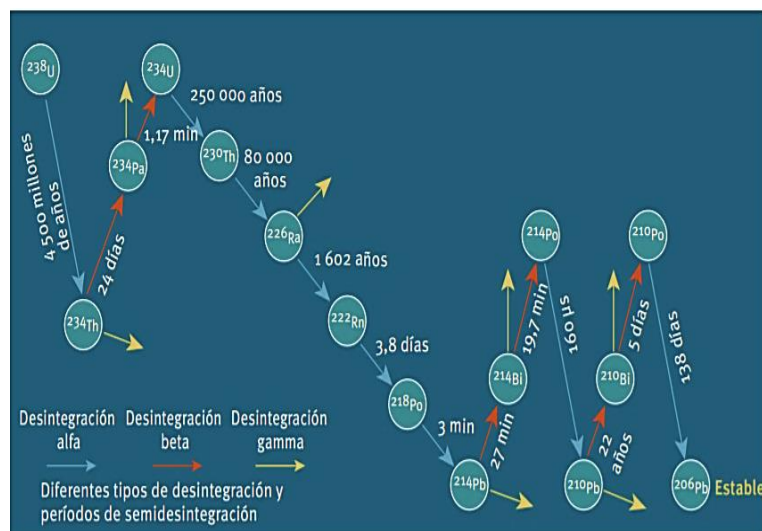 ²³⁸U
²³⁴U
250 000 años
1,17 min
²³⁴Pa
²³⁰Th
80 000
años
4 500 millones
de años
24 días
²²⁶Ra
²¹⁴Po
²¹⁰Po
1 602 años
²³⁴Th
²²²Rn
19,7 min
160 μs
5 días
138 días
3,8 días
²¹⁴Bi
²¹⁰Bi
²¹⁸Po
3 min
27 min
22
años
²¹⁴Pb
²¹⁰Pb
²⁰⁶Pb
Estable
Desintegración
alfa
Desintegración
beta
Desintegración
gamma
Diferentes tipos de desintegración y
períodos de semidesintegración